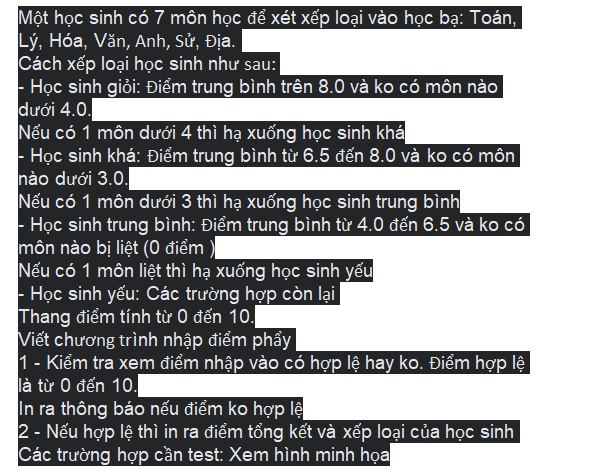 Một học sinh có 7 môn học để xét xếp loại vào học bạ: Toán,
Lý, Hóa, Văn, Anh, Sử, Địa.
Cách xếp loại học sinh như sau:
- Học sinh giỏi: Điểm trung bình trên 8.0 và ko có môn nào
dưới 4.0.
Nếu có 1 môn dưới 4 thì hạ xuống học sinh khá
- Học sinh khá: Điểm trung bình từ 6.5 đến 8.0 và ko có môn
nào dưới 3.0.
Nếu có 1 môn dưới 3 thì hạ xuống học sinh trung bình
- Học sinh trung bình: Điểm trung bình từ 4.0 đến 6.5 và ko có
môn nào bị liệt (0 điểm )
Nếu có 1 môn liệt thì hạ xuống học sinh yếu
- Học sinh yếu: Các trường hợp còn lại
Thang điểm tính từ 0 đến 10.
Viết chương trình nhập điểm phẩy
1 - Kiểm tra xem điểm nhập vào có hợp lệ hay ko. Điểm hợp lệ
là từ 0 đến 10.
In ra thông báo nếu điểm ko hợp lệ
2 - Nếu hợp lệ thì in ra điểm tổng kết và xếp loại của học sinh
Các trường hợp cần test: Xem hình minh họa